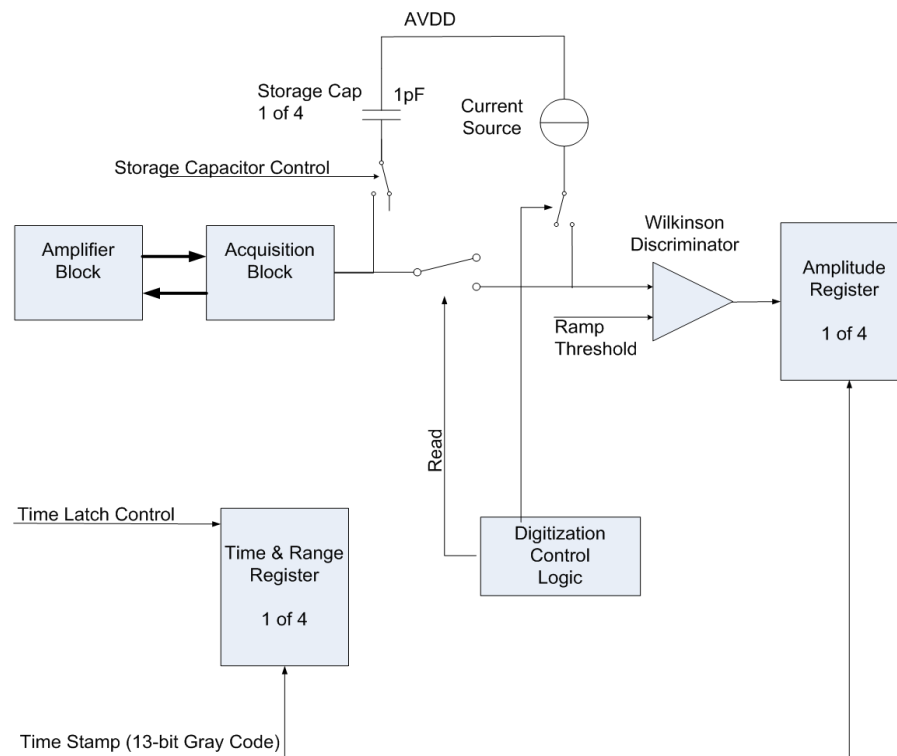 AVDD
Storage Cap
1 of 4
1pF
Current
Source
Storage Capacitor Control
Amplifier
Block
Acquisition
Block
Wilkinson
Discriminator
Ramp
Threshold
Amplitude
Register
1 of 4
Read
Time Latch Control
Time & Range
Register
1 of 4
Digitization
Control
Logic
Time Stamp (13-bit Gray Code)